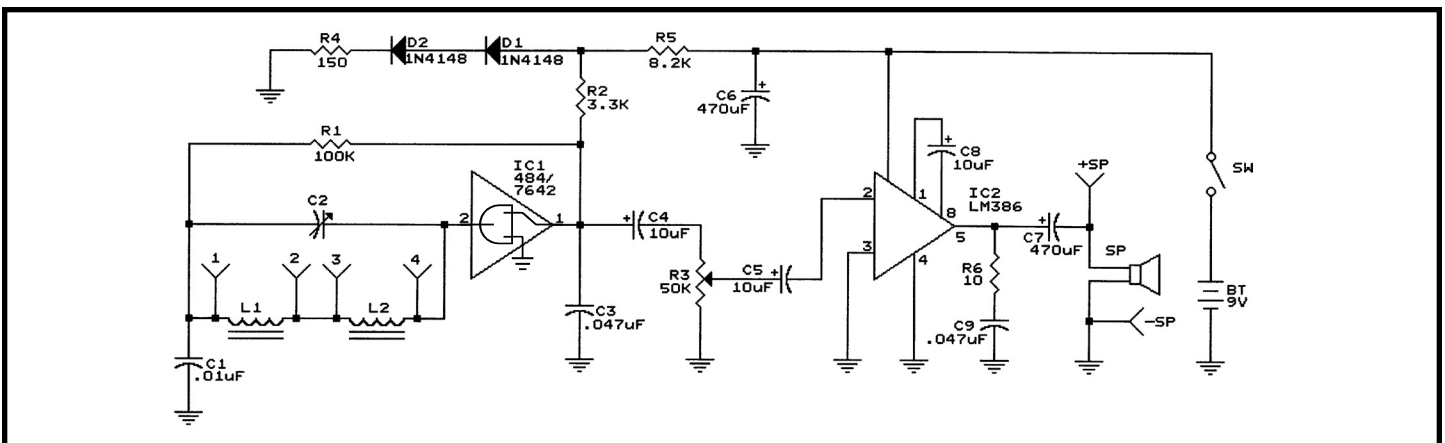 R4
150
D2
1N4148
D1
1N4148
R5
8.2K
R2
3.3K
C6
+
470uF
R1
100K
IC1
484/
7642
C8
+
10uF
+SP
SW
C2
2
1
C4
+
10uF
2
1
IC2
LM386
8
5
C7
+
470uF
SP
1
2
3
4
R3
50K
C5
+
10uF
3
4
R6
10
BT
9V
L1
L2
C3
.047uF
C9
.047uF
-SP
C1
.01uF